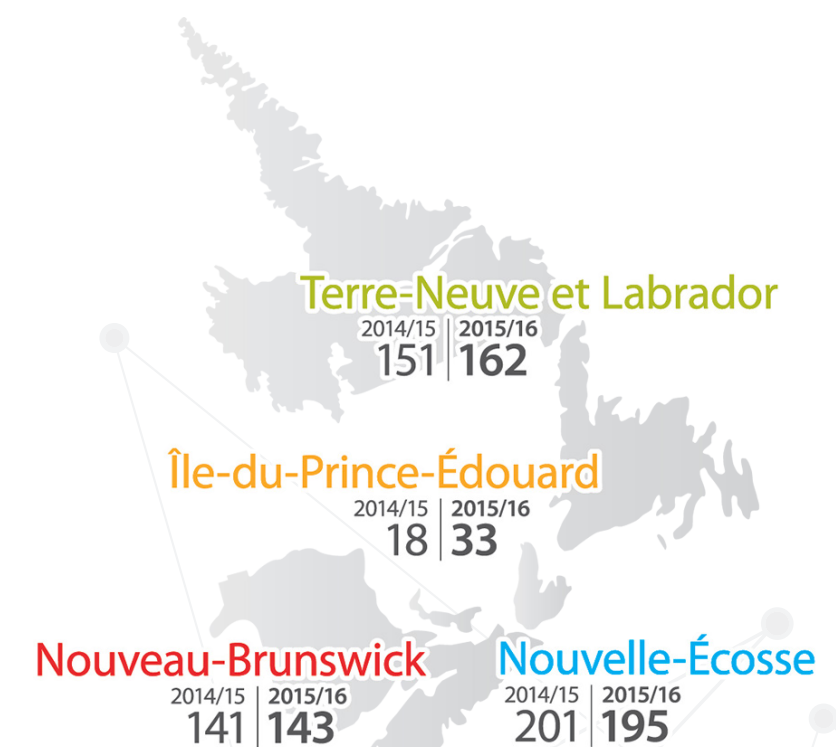 Terre-Neuve et Labrador
2014/15 2015/16
151 162
Île-du-Prince-Édouard
2014/15 2015/16
18 33
Nouveau-Brunswick
2014/15 2015/16
141 143
Nouvelle-Écosse
2014/15 2015/16
201 195